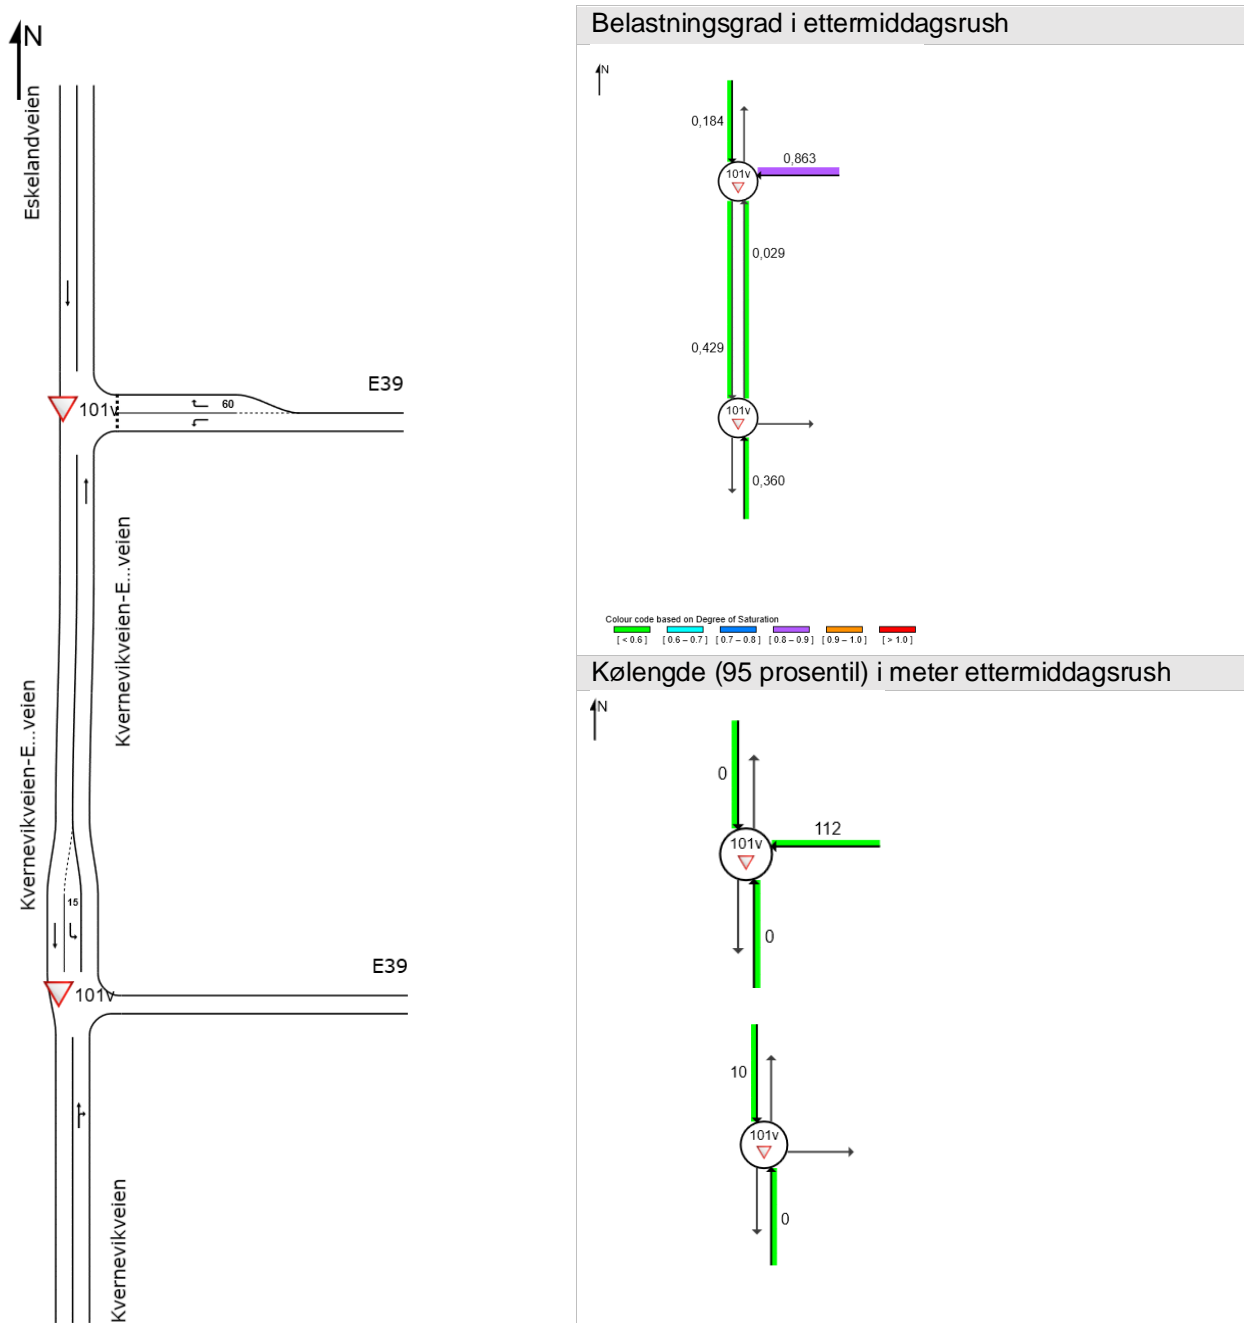 N
Eskelandveien
E39
60
101v
Kvernevikveien-E...veien
Kvernevikveien-E...veien
15
E39
101v
Kvernevikveien
Belastningsgrad i ettermiddagsrush
N
0,184
0,863
101v
0,029
0,429
101v
0,360
Colour code based on Degree of Saturation
[ < 0.6 ] [ 0.6 – 0.7 ] [ 0.7 – 0.8 ] [ 0.8 – 0.9 ] [ 0.9 – 1.0 ] [ > 1.0 ]
Kølengde (95 prosentil) i meter ettermiddagsrush
N
0
112
101v
0
10
101v
0